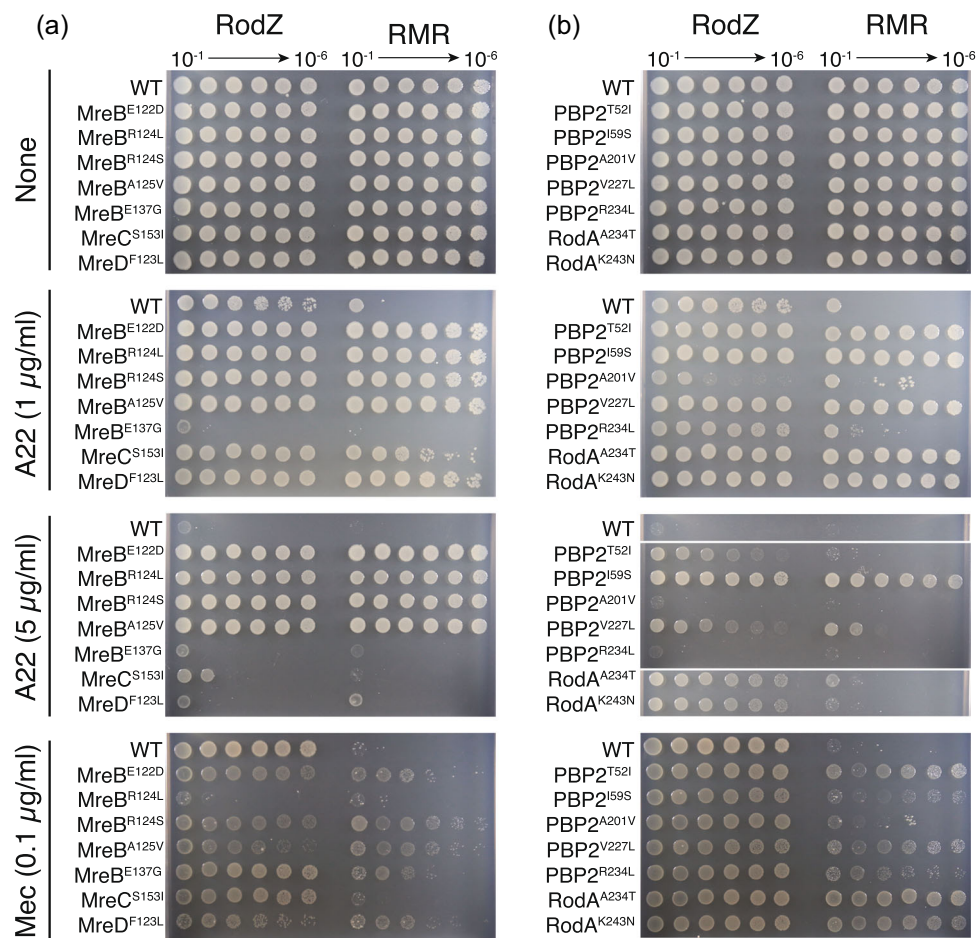 (a) RodZ RMR
10⁻¹ 10⁻⁶ 10⁻¹ 10⁻⁶
None
WT
MreBᴱ¹²²ᴰ
MreBᴿ¹²⁴ᴸ
MreBᴿ¹²⁴ˢ
MreBᴬ¹²⁵ⱽ
MreBᴱ¹³⁷ᴳ
MreCˢ¹⁵³ᴵ
MreDF¹²³ᴸ
A22 (1 µg/ml)
WT
MreBᴱ¹²²ᴰ
MreBᴿ¹²⁴ᴸ
MreBᴿ¹²⁴ˢ
MreBᴬ¹²⁵ⱽ
MreBᴱ¹³⁷ᴳ
MreCˢ¹⁵³ᴵ
MreDF¹²³ᴸ
A22 (5 µg/ml)
WT
MreBᴱ¹²²ᴰ
MreBᴿ¹²⁴ᴸ
MreBᴿ¹²⁴ˢ
MreBᴬ¹²⁵ⱽ
MreBᴱ¹³⁷ᴳ
MreCˢ¹⁵³ᴵ
MreDF¹²³ᴸ
Mec (0.1 µg/ml)
WT
MreBᴱ¹²²ᴰ
MreBᴿ¹²⁴ᴸ
MreBᴿ¹²⁴ˢ
MreBᴬ¹²⁵ⱽ
MreBᴱ¹³⁷ᴳ
MreCˢ¹⁵³ᴵ
MreDF¹²³ᴸ
(b) RodZ RMR
10⁻¹ 10⁻⁶ 10⁻¹ 10⁻⁶
WT
PBP2ᵀ⁵²ᴵ
PBP2ᴵ⁵⁹ˢ
PBP2ᴬ²⁰¹ⱽ
PBP2ⱽ²²⁷ᴸ
PBP2ᴿ²³⁴ᴸ
RodAᴬ²³⁴ᵀ
RodAᴷ²⁴³ᴺ
WT
PBP2ᵀ⁵²ᴵ
PBP2ᴵ⁵⁹ˢ
PBP2ᴬ²⁰¹ⱽ
PBP2ⱽ²²⁷ᴸ
PBP2ᴿ²³⁴ᴸ
RodAᴬ²³⁴ᵀ
RodAᴷ²⁴³ᴺ
WT
PBP2ᵀ⁵²ᴵ
PBP2ᴵ⁵⁹ˢ
PBP2ᴬ²⁰¹ⱽ
PBP2ⱽ²²⁷ᴸ
PBP2ᴿ²³⁴ᴸ
RodAᴬ²³⁴ᵀ
RodAᴷ²⁴³ᴺ
WT
PBP2ᵀ⁵²ᴵ
PBP2ᴵ⁵⁹ˢ
PBP2ᴬ²⁰¹ⱽ
PBP2ⱽ²²⁷ᴸ
PBP2ᴿ²³⁴ᴸ
RodAᴬ²³⁴ᵀ
RodAᴷ²⁴³ᴺ